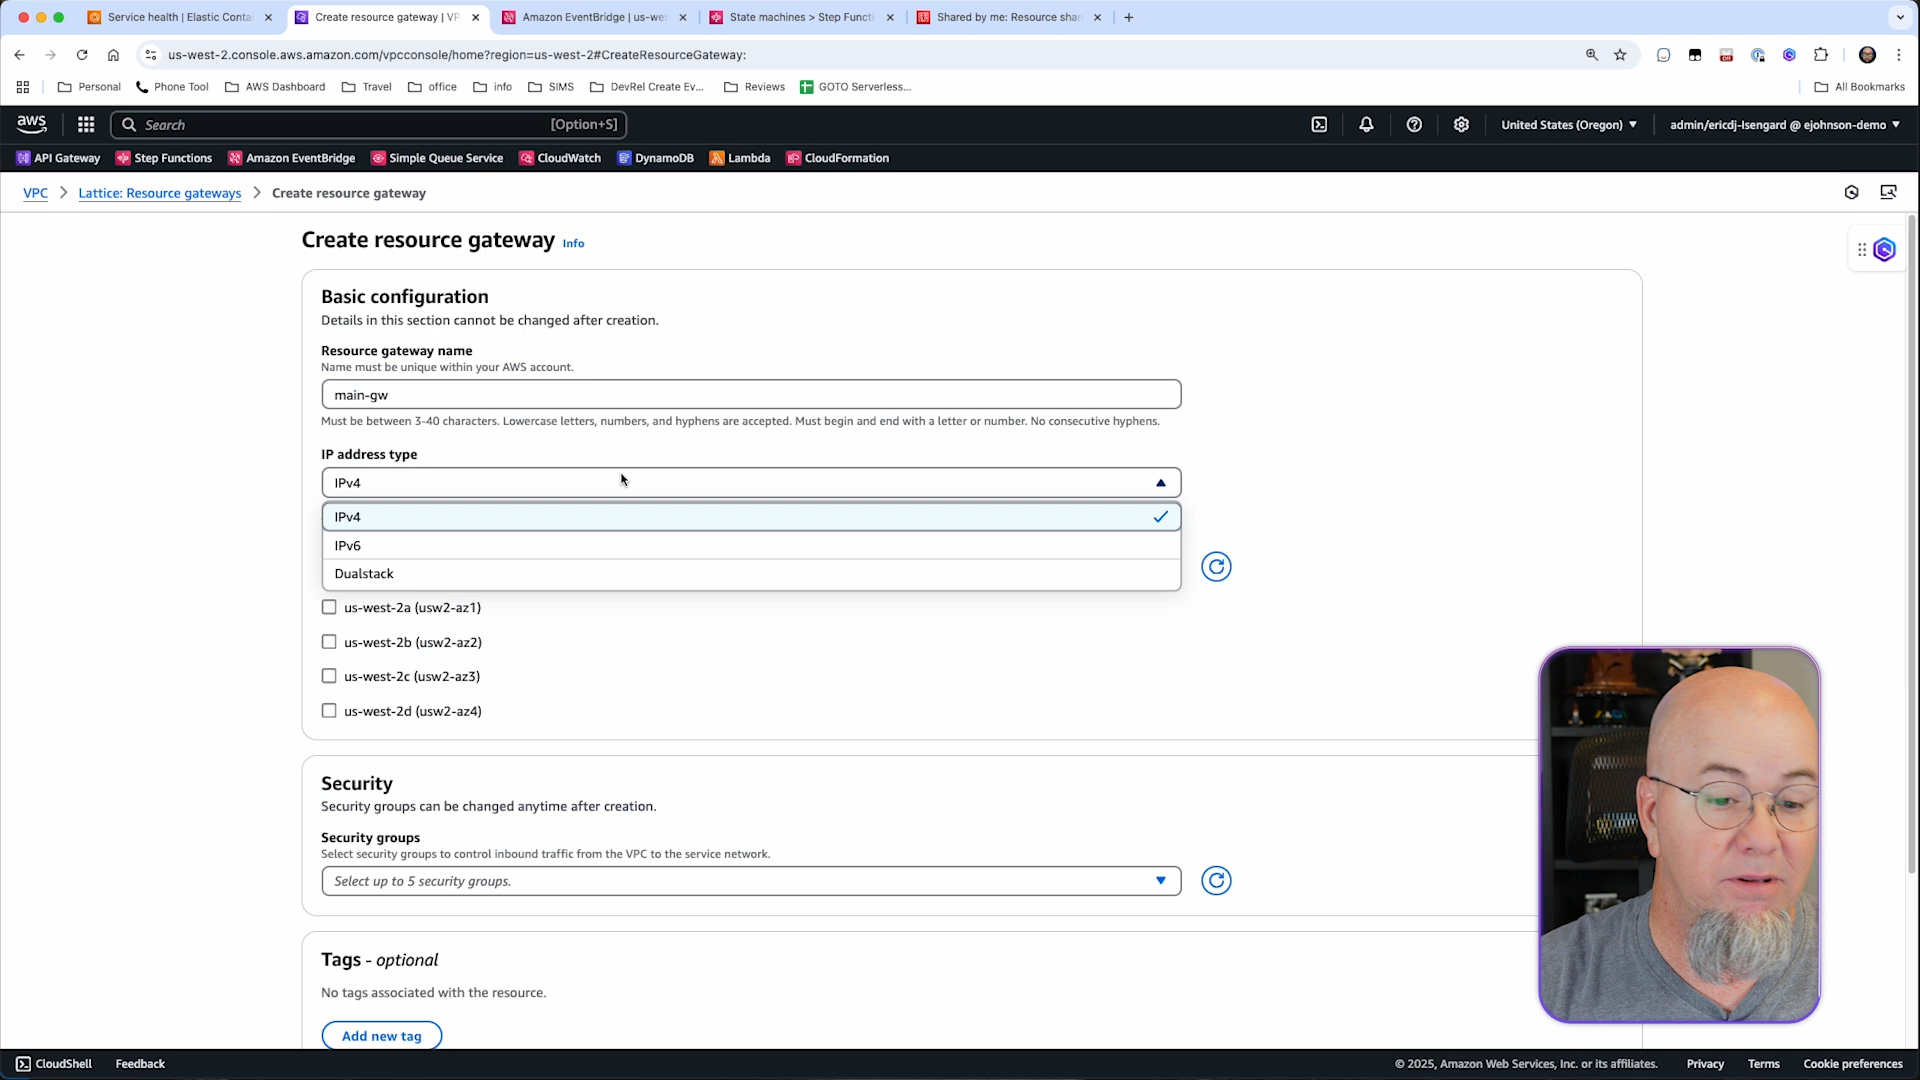 Service health | Elastic Conta
Create resource gateway | VP
Amazon EventBridge | us-wes
State machines > Step Functi
Shared by me: Resource shar
us-west-2.console.aws.amazon.com/vpcconsole/home?region=us-west-2#CreateResourceGateway:
Personal
Phone Tool
AWS Dashboard
Travel
office
info
SIMS
DevRel Create Ev...
Reviews
GOTO Serverless...
All Bookmarks
aws
Search
[Option+S]
United States (Oregon)
admin/ericdj-Isengard @ ejohnson-demo
API Gateway
Step Functions
Amazon EventBridge
Simple Queue Service
CloudWatch
DynamoDB
Lambda
CloudFormation
VPC > Lattice: Resource gateways > Create resource gateway
Create resource gateway Info
Basic configuration
Details in this section cannot be changed after creation.
Resource gateway name
Name must be unique within your AWS account.
main-gw
Must be between 3-40 characters. Lowercase letters, numbers, and hyphens are accepted. Must begin and end with a letter or number. No consecutive hyphens.
IP address type
IPv4
IPv4
IPv6
Dualstack
us-west-2a (usw2-az1)
us-west-2b (usw2-az2)
us-west-2c (usw2-az3)
us-west-2d (usw2-az4)
Security
Security groups can be changed anytime after creation.
Security groups
Select security groups to control inbound traffic from the VPC to the service network.
Select up to 5 security groups.
Tags - optional
No tags associated with the resource.
Add new tag
CloudShell
Feedback
© 2025, Amazon Web Services, Inc. or its affiliates.
Privacy
Terms
Cookie preferences